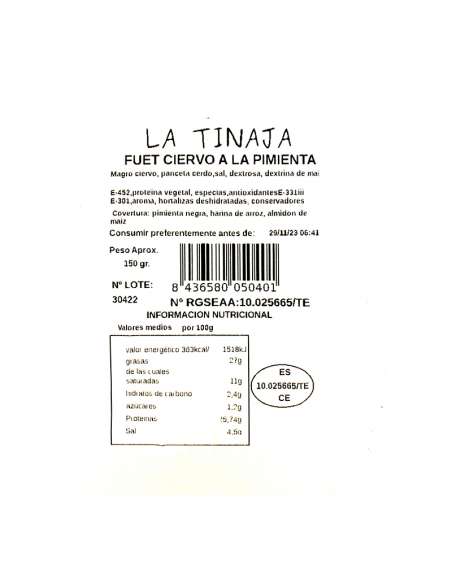 LA TINAJA
FUET CIERVO A LA PIMIENTA
Magro ciervo, panceta cerdo,sal, dextrosa, dextrina de mai
E-452,proteina vegetal, especias,antioxidantesE-331iii
E-301,aroma, hortalizas deshidratadas, conservadores
Cobertura: pimienta negra, harina de arroz, almidon de
maiz
Consumir preferentemente antes de: 29/11/23 06:41
Peso Aprox.
150 gr.
Nº LOTE:
30422
8 436580 050401
Nº RGSEAA:10.025665/TE
INFORMACION NUTRICIONAL
Valores medios por 100g
valor energético 363kcal/ 1518kJ
grasas 27g
de las cuales
saturadas 11g
hidratos de carbono 2,4g
azucares 1,2g
Proteinas 5,74g
Sal 4,5g
ES
10.025665/TE
CE